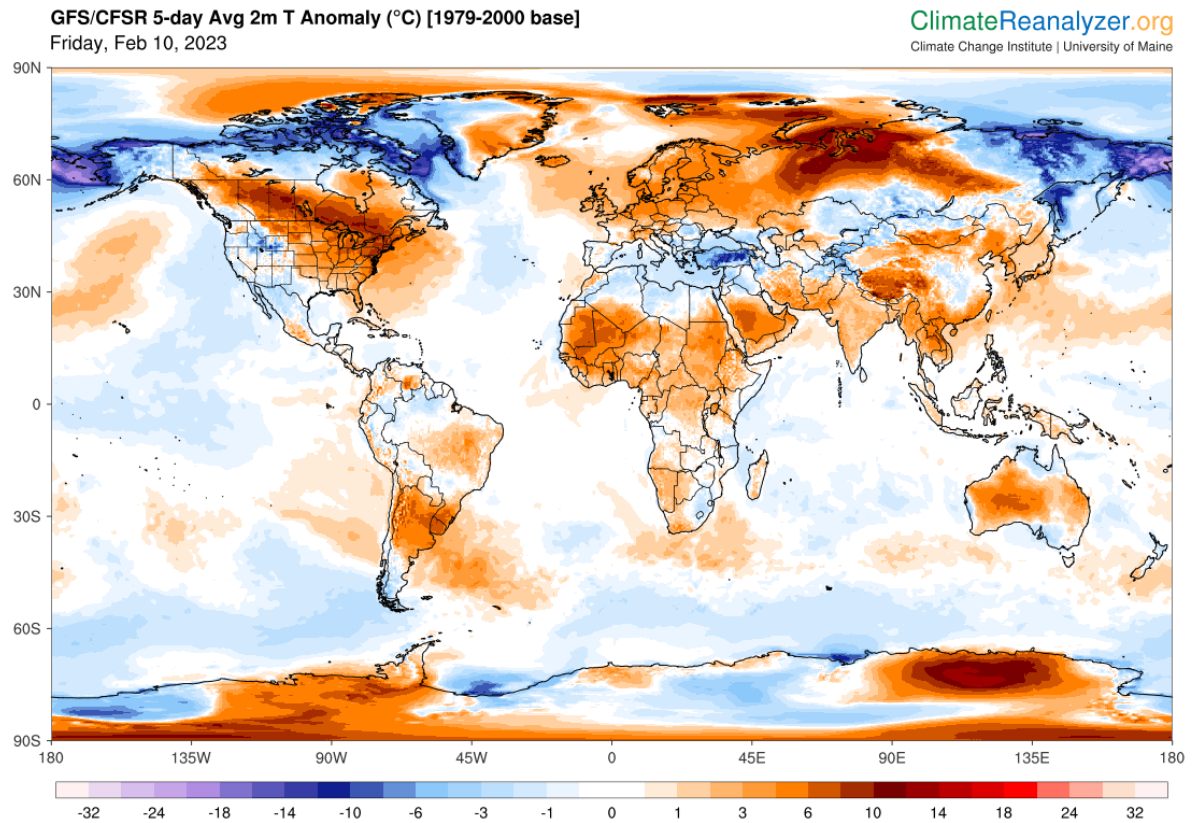 GFS/CFSR 5-day Avg 2m T Anomaly (°C) [1979-2000 base]
Friday, Feb 10, 2023
ClimateReanalyzer.org
Climate Change Institute | University of Maine
90N
60N
30N
0
30S
60S
90S
180 135W 90W 45W 0 45E 90E 135E 180
-32 -24 -18 -14 -10 -6 -3 -1 0 1 3 6 10 14 18 24 32